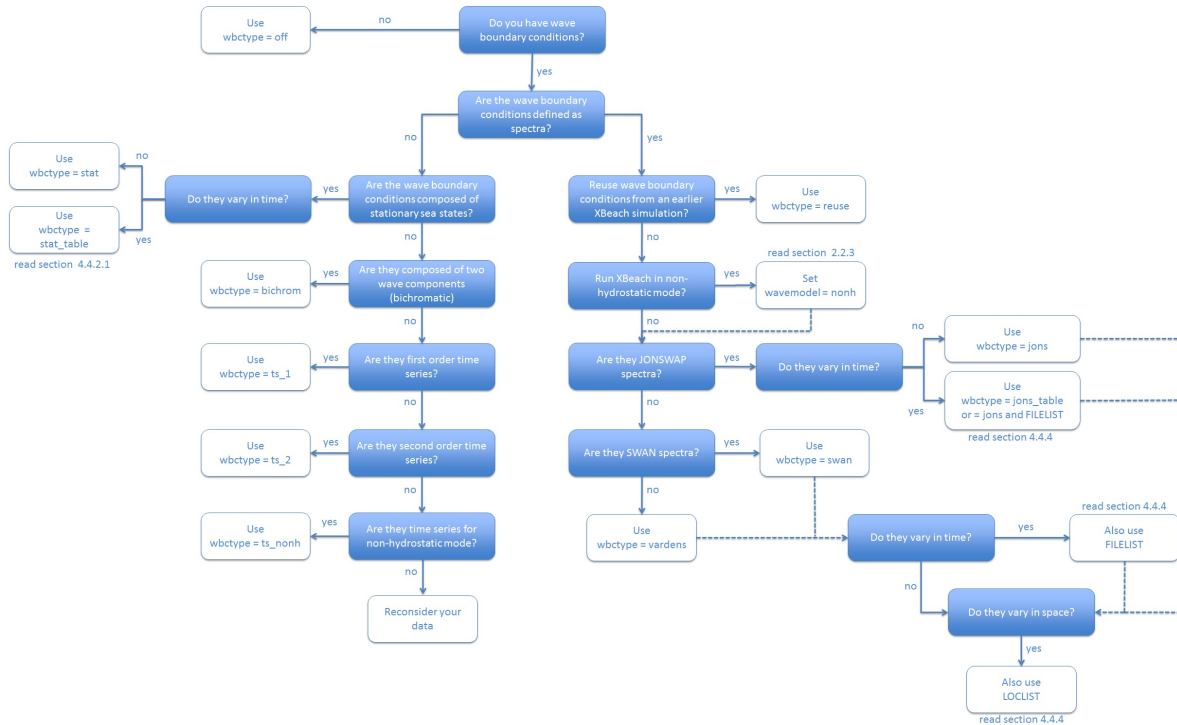 Use
wbctype = off
no
Do you have wave
boundary conditions?
yes
Are the wave boundary
conditions defined as
spectra?
no
yes
Use
wbctype = stat
no
Do they vary in time?
yes
Use
wbctype =
stat_table
read section 4.4.2.1
yes
Are the wave boundary
conditions composed of
stationary sea states?
Reuse wave boundary
conditions from an earlier
XBeach simulation?
yes
Use
wbctype = reuse
no
no
read section 2.2.3
Use
wbctype = bichrom
yes
Are they composed of two
wave components
(bichromatic)
Run XBeach in non-
hydrostatic mode?
yes
Set
wavemodel = nonh
no
no
Use
wbctype = ts_1
yes
Are they first order time
series?
Are they JONSWAP
spectra?
yes
Do they vary in time?
no
Use
wbctype = jons
yes
Use
wbctype = jons_table
or = jons and FILELIST
read section 4.4.4
no
no
Use
wbctype = ts_2
yes
Are they second order time
series?
Are they SWAN spectra?
yes
Use
wbctype = swan
no
no
Use
wbctype = ts_nonh
yes
Are they time series for
non-hydrostatic mode?
Use
wbctype = vardens
Do they vary in time?
yes
read section 4.4.4
Also use
FILELIST
no
no
Reconsider your
data
Do they vary in space?
yes
Also use
LOCLIST
read section 4.4.4